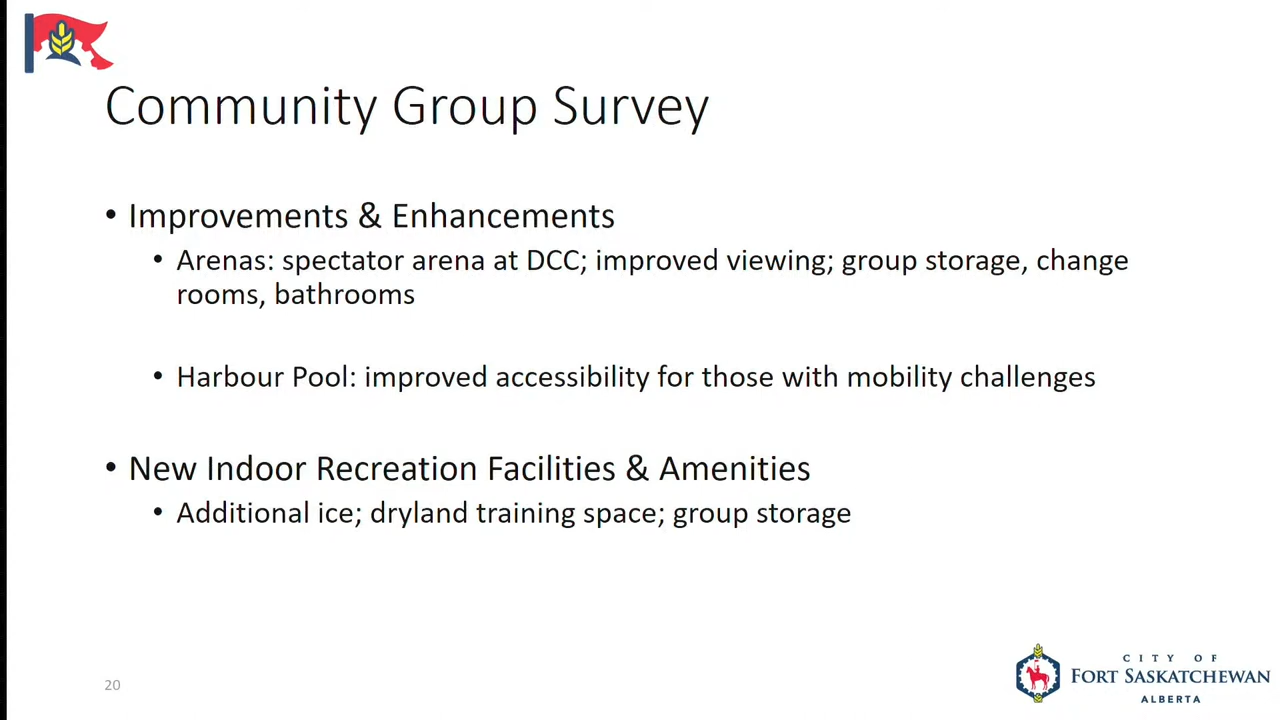 Community Group Survey
• Improvements & Enhancements
• Arenas: spectator arena at DCC; improved viewing; group storage, change
rooms, bathrooms
• Harbour Pool: improved accessibility for those with mobility challenges
• New Indoor Recreation Facilities & Amenities
• Additional ice; dryland training space; group storage
20
CITY OF
FORT SASKATCHEWAN
ALBERTA